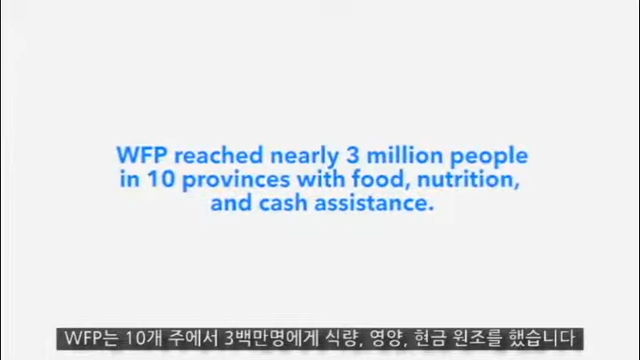 WFP reached nearly 3 million people
in 10 provinces with food, nutrition,
and cash assistance.
WFP는 10개 주에서 3백만명에게 식량, 영양, 현금 원조를 했습니다